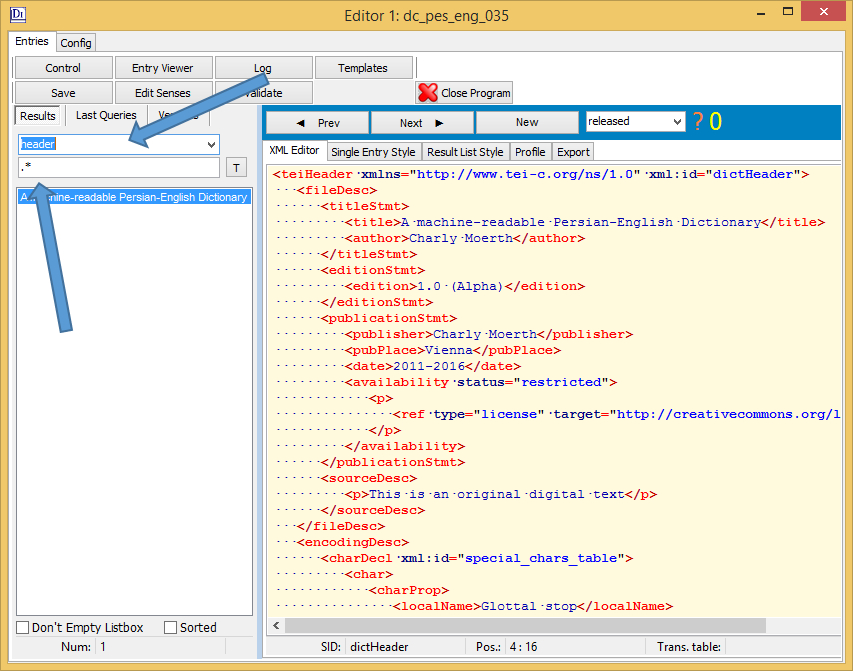 Editor 1: dc_pes_eng_035
Entries Config
Control Entry Viewer Log Templates
Save Edit Senses Validate Close Program
Results Last Queries
header
.*
T
A machine-readable Persian-English Dictionary
Don't Empty Listbox Sorted
Num: 1
Prev Next New released ? 0
XML Editor Single Entry Style Result List Style Profile Export
<teiHeader·xmlns="http://www.tei-c.org/ns/1.0"·xml:id="dictHeader">
···<fileDesc>
······<titleStmt>
·········<title>A·machine-readable·Persian-English·Dictionary</title>
·········<author>Charly·Moerth</author>
······</titleStmt>
······<editionStmt>
·········<edition>1.0·(Alpha)</edition>
······</editionStmt>
······<publicationStmt>
·········<publisher>Charly·Moerth</publisher>
·········<pubPlace>Vienna</pubPlace>
·········<date>2011-2016</date>
·········<availability·status="restricted">
············<p>
···············<ref·type="license"·target="http://creativecommons.org/l
············</p>
·········</availability>
······</publicationStmt>
······<sourceDesc>
·········<p>This·is·an·original·digital·text</p>
······</sourceDesc>
···</fileDesc>
···<encodingDesc>
······<charDecl·xml:id="special_chars_table">
·········<char>
············<charProp>
···············<localName>Glottal·stop</localName>
SID: dictHeader Pos.: 4 : 16 Trans. table: